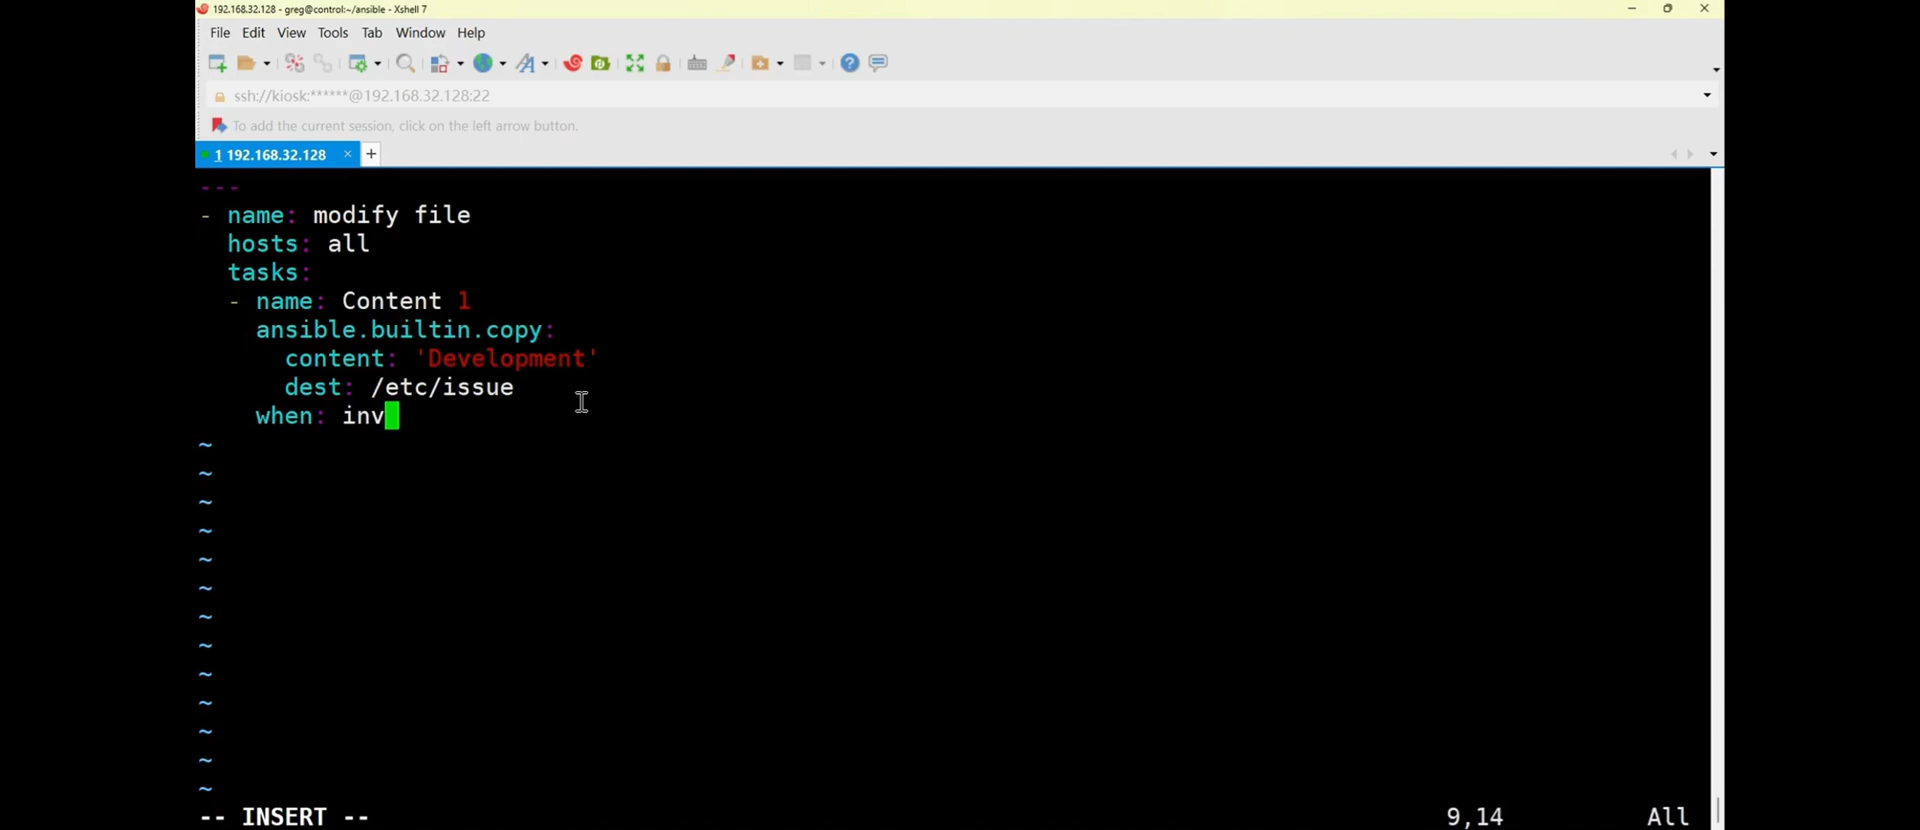 192.168.32.128 - greg@control:~/ansible - Xshell 7
File Edit View Tools Tab Window Help
ssh://kiosk:******@192.168.32.128:22
To add the current session, click on the left arrow button.
1 192.168.32.128 × +
---
- name: modify file
  hosts: all
  tasks:
  - name: Content 1
    ansible.builtin.copy:
      content: 'Development'
      dest: /etc/issue
    when: inv
~
~
~
~
~
~
~
~
~
~
~
~
~
-- INSERT -- 9,14 All